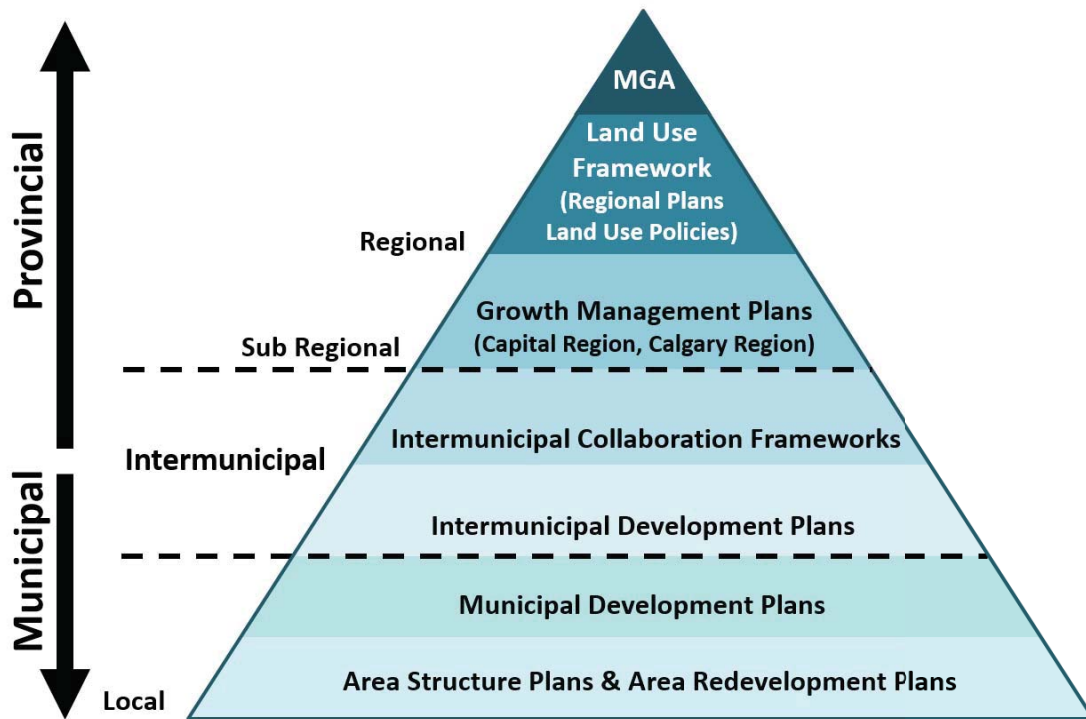 MGA
Land Use
Framework
(Regional Plans
Land Use Policies)
Provincial
Regional
Growth Management Plans
(Capital Region, Calgary Region)
Sub Regional
Intermunicipal Collaboration Frameworks
Intermunicipal
Intermunicipal Development Plans
Municipal
Municipal Development Plans
Area Structure Plans & Area Redevelopment Plans
Local